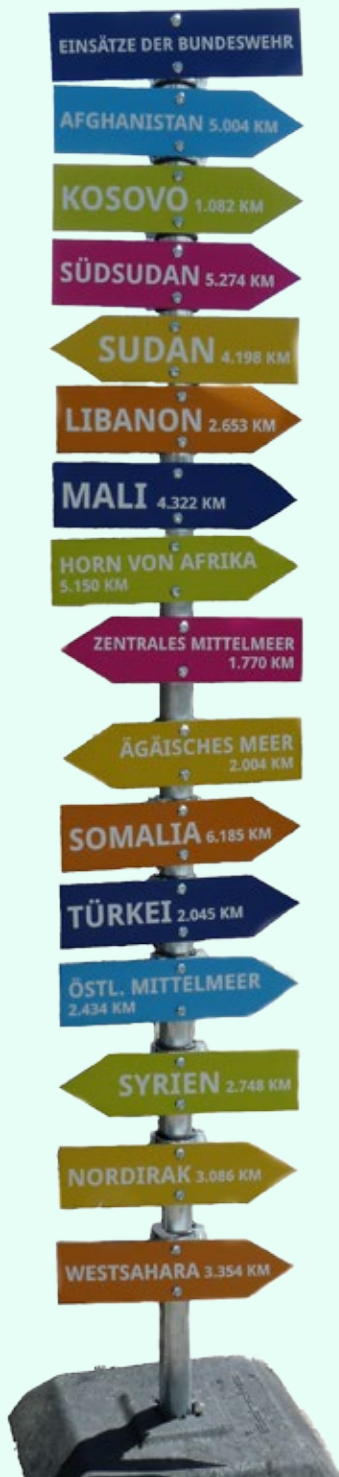 EINSÄTZE DER BUNDESWEHR
AFGHANISTAN 5.004 KM
KOSOVO 1.082 KM
SÜDSUDAN 5.274 KM
SUDAN 4.198 KM
LIBANON 2.653 KM
MALI 4.322 KM
HORN VON AFRIKA
5.150 KM
ZENTRALES MITTELMEER
1.770 KM
ÄGÄISCHES MEER
2.004 KM
SOMALIA 6.185 KM
TÜRKEI 2.045 KM
ÖSTL. MITTELMEER
2.434 KM
SYRIEN 2.748 KM
NORDIRAK 3.086 KM
WESTSAHARA 3.354 KM